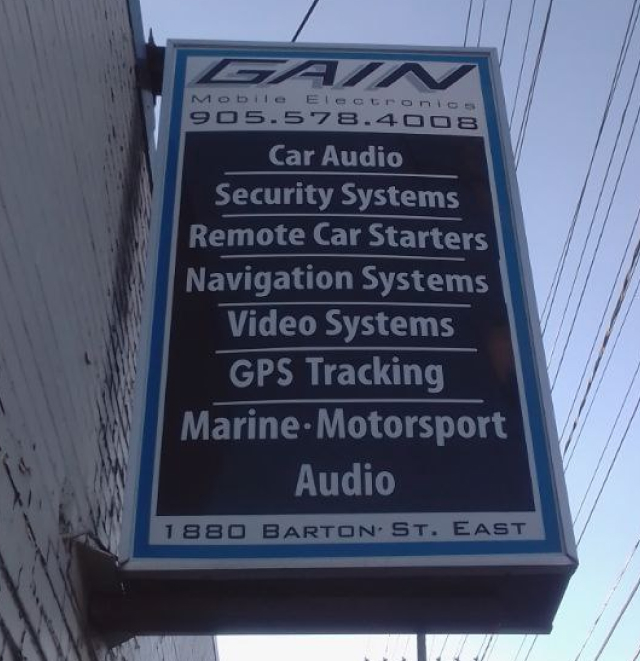 GAIN
Mobile Electronics
905.578.4008
Car Audio
Security Systems
Remote Car Starters
Navigation Systems
Video Systems
GPS Tracking
Marine·Motorsport
Audio
1880 BARTON ST. EAST